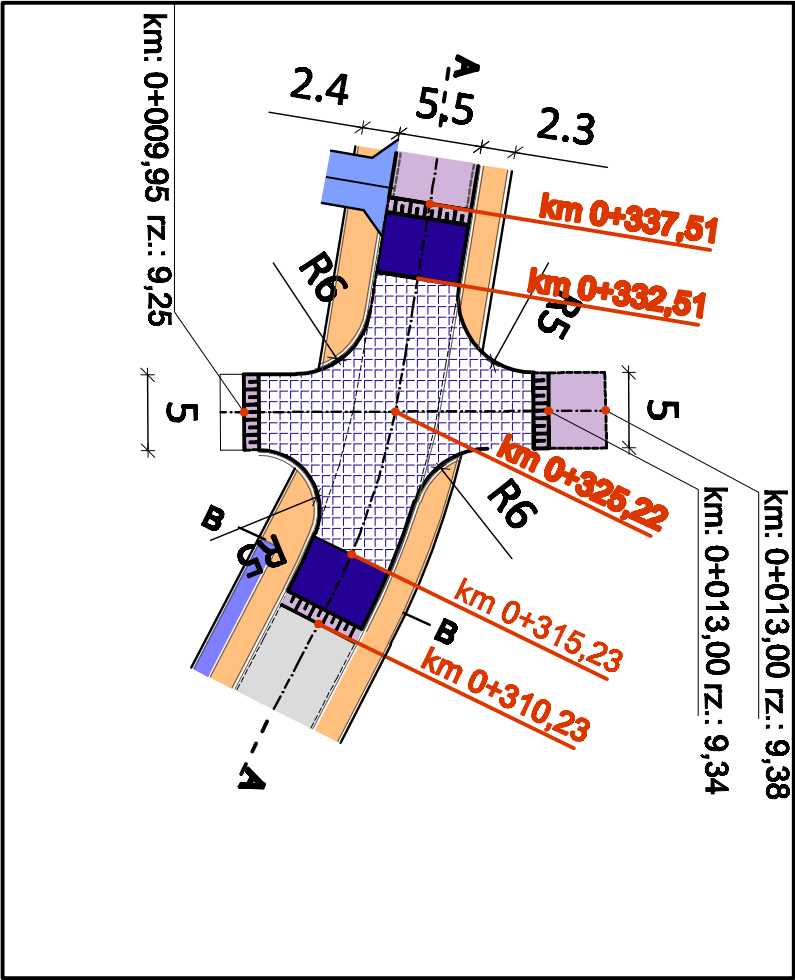 km: 0+009,95 rz.: 9,25
2.4
5,5
2.3
A
km 0+337,51
km 0+332,51
R6
R5
5
5
km 0+325,22
R6
B
R5
km 0+315,23
B
km 0+310,23
A
km: 0+013,00 rz.: 9,34
km: 0+013,00 rz.: 9,38